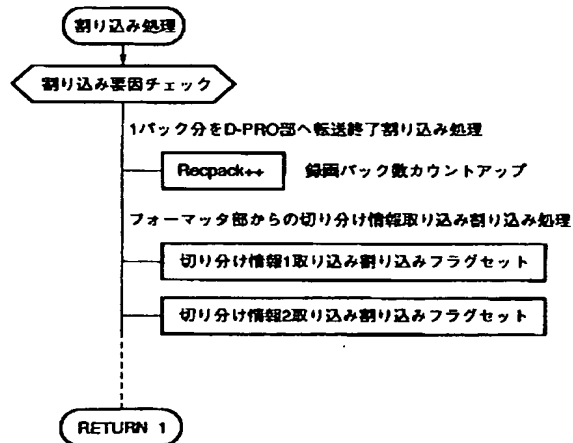 割り込み処理
割り込み要因チェック
1パック分をD-PRO部へ転送終了割り込み処理
Recpack++ 録画パック数カウントアップ
フォーマッタ部からの切り分け情報取り込み割り込み処理
切り分け情報1取り込み割り込みフラグセット
切り分け情報2取り込み割り込みフラグセット
RETURN 1